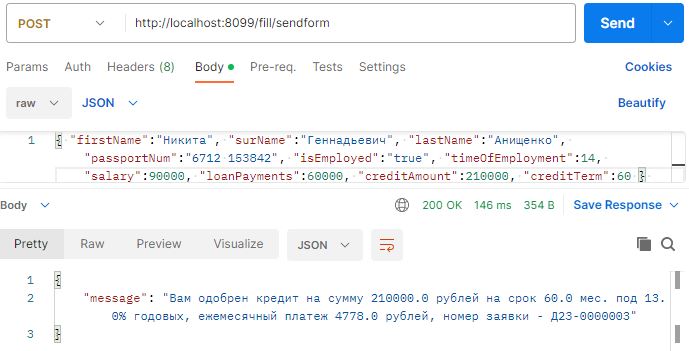 POST http://localhost:8099/fill/sendform Send
Params Auth Headers (8) Body Pre-req. Tests Settings Cookies
raw JSON Beautify
1 { "firstName":"Никита", "surName":"Геннадьевич", "lastName":"Анищенко",
"passportNum":"6712 153842", "isEmployed":"true", "timeOfEmployment":14,
"salary":90000, "loanPayments":60000, "creditAmount":210000, "creditTerm":60 }
Body 200 OK 146 ms 354 B Save Response
Pretty Raw Preview Visualize JSON
1 {
2 "message": "Вам одобрен кредит на сумму 210000.0 рублей на срок 60.0 мес. под 13.
0% годовых, ежемесячный платеж 4778.0 рублей, номер заявки - Д23-0000003"
3 }